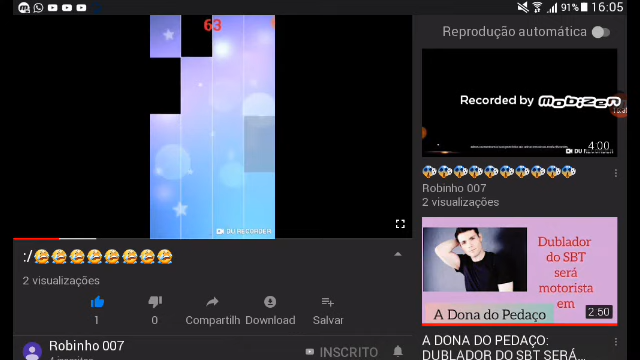 91% 16:05
63
DU RECORDER
:/🤣🤣🤣🤣🤣🤣🤣🤣
2 visualizações
1
0
Compartilh
Download
Salvar
Robinho 007
INSCRITO
Reprodução automática
Recorded by MOBIZEN
4:00
😱😱😱😱😱😱😱😱😱😱
Robinho 007
2 visualizações
Dublador
do SBT
será
motorista
em
A Dona do Pedaço
2:50
A DONA DO PEDAÇO:
DUBLADOR DO SBT SERÁ...